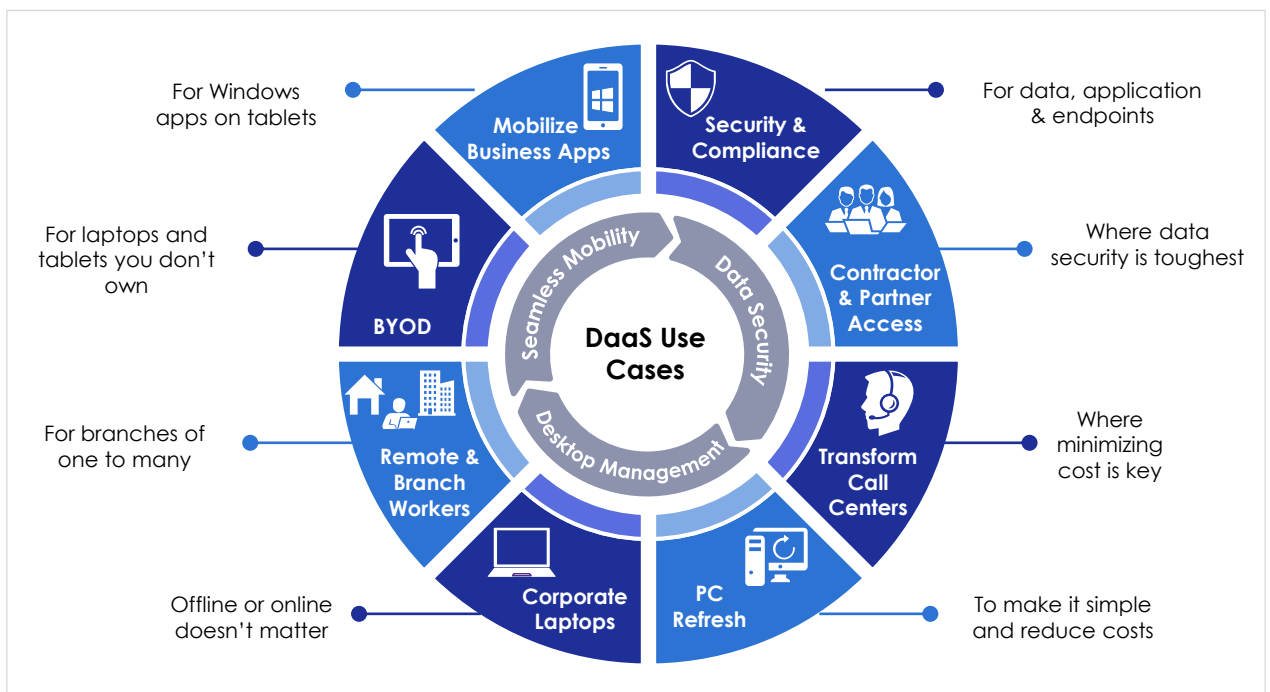 For Windows
apps on tablets
Mobilize
Business Apps
Security &
Compliance
For data, application
& endpoints
For laptops and
tablets you don’t
own
BYOD
Contractor
& Partner
Access
Where data
security is toughest
Seamless Mobility
Data Security
Desktop Management
DaaS Use
Cases
For branches of
one to many
Remote &
Branch
Workers
Transform
Call
Centers
Where
minimizing
cost is key
Offline or online
doesn’t matter
Corporate
Laptops
PC
Refresh
To make it simple
and reduce costs